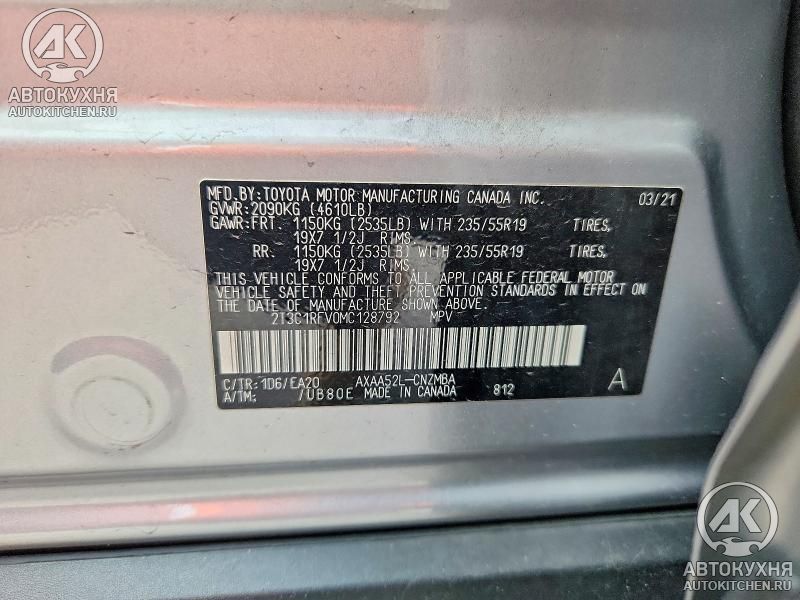 АК
АВТОКУХНЯ
AUTOKITCHEN.RU
MFD.BY:TOYOTA MOTOR MANUFACTURING CANADA INC. 03/21
GVWR:2090KG (4610LB)
GAWR:FRT. 1150KG (2535LB) WITH 235/55R19 TIRES,
19X7 1/2J RIMS,
RR. 1150KG (2535LB) WITH 235/55R19 TIRES,
19X7 1/2J RIMS,
THIS VEHICLE CONFORMS TO ALL APPLICABLE FEDERAL MOTOR
VEHICLE SAFETY AND THEFT PREVENTION STANDARDS IN EFFECT ON
THE DATE OF MANUFACTURE SHOWN ABOVE.
2T3G1RFV0MC128792 MPV
C/TR:1D6/EA20 AXAA52L-CNZMBA A
A/TM: /UB80E MADE IN CANADA 812
АК
АВТОКУХНЯ
AUTOKITCHEN.RU